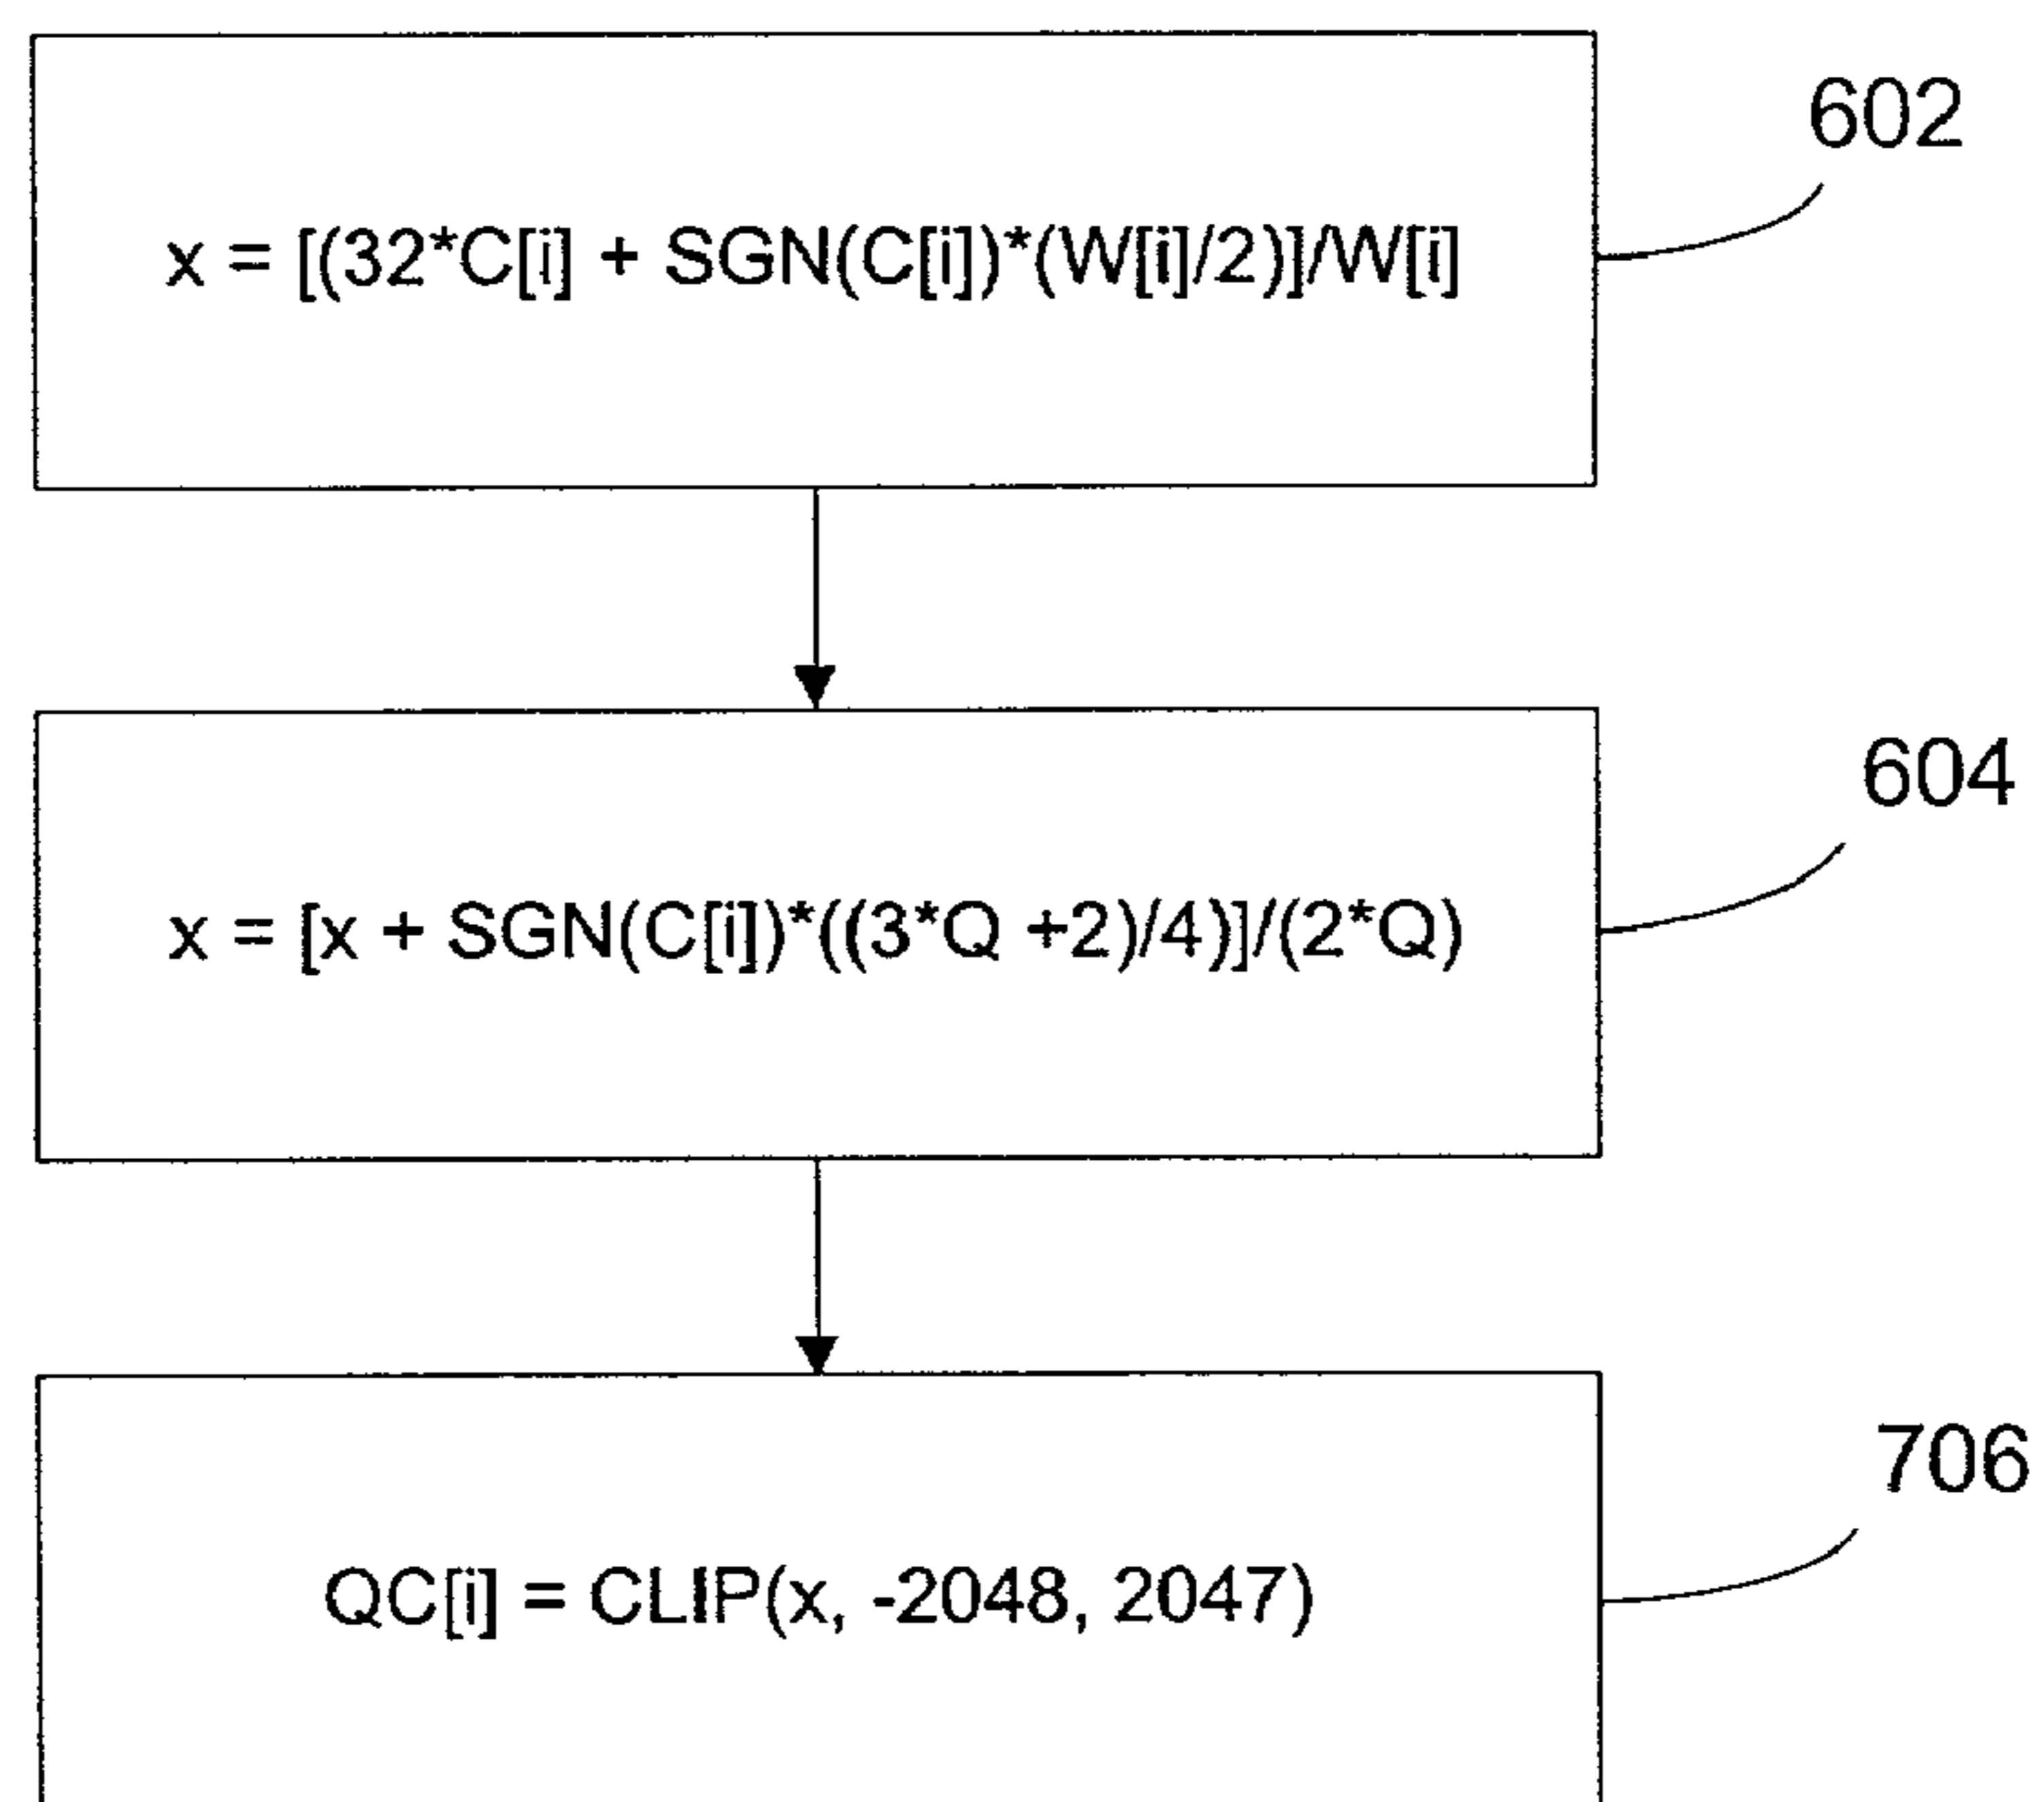 602
x = [(32*C[i] + SGN(C[i])*(W[i]/2)]/W[i]
604
x = [x + SGN(C[i])*((3*Q +2)/4)]/(2*Q)
706
QC[i] = CLIP(x, -2048, 2047)